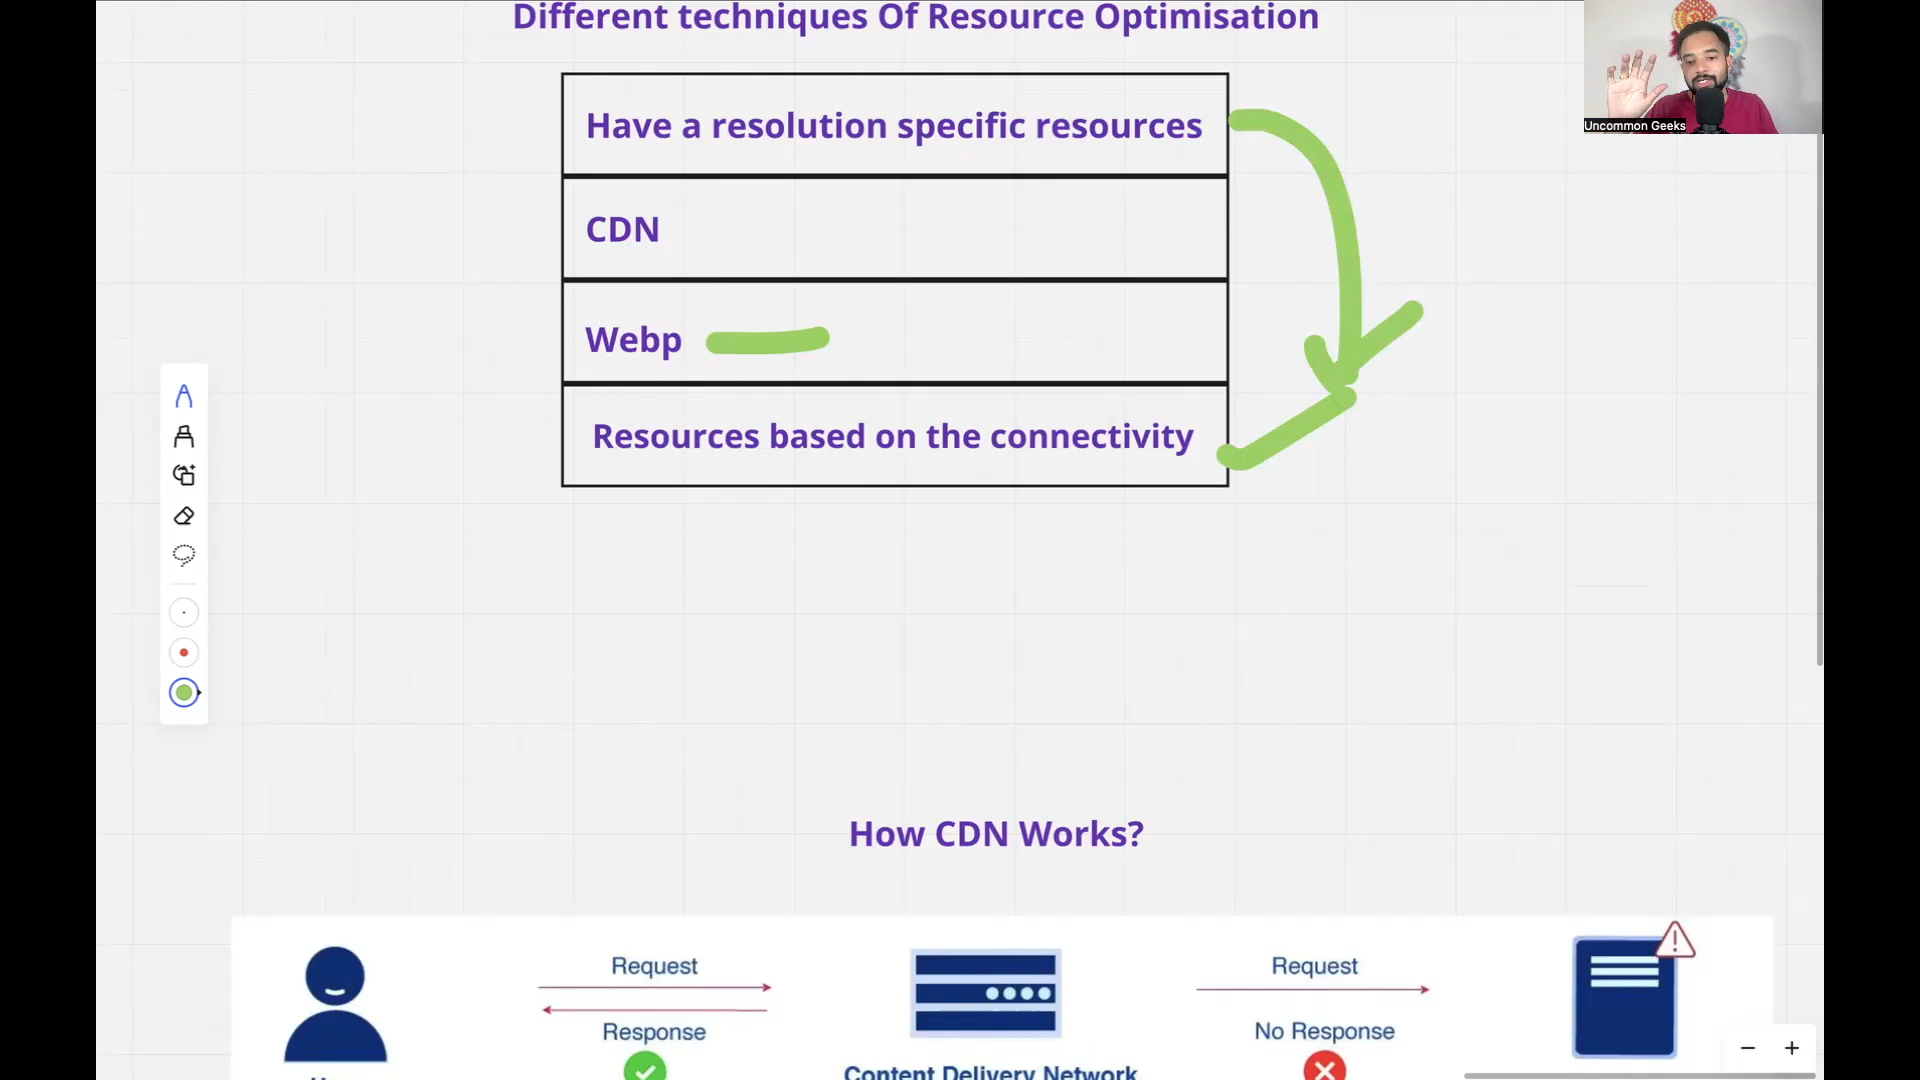 Different techniques Of Resource Optimisation
Uncommon Geeks
Have a resolution specific resources
CDN
Webp
Resources based on the connectivity
How CDN Works?
Request
Request
Response
No Response
Content Delivery Network